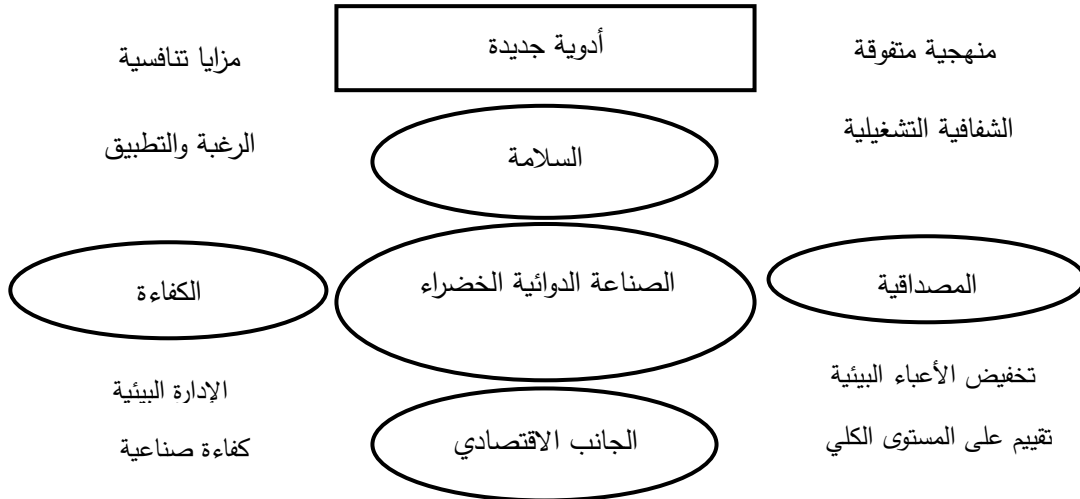 منهجية متفوقة
أدوية جديدة
مزايا تنافسية
الشفافية التشغيلية
السلامة
الرغبة والتطبيق
المصداقية
الصناعة الدوائية الخضراء
الكفاءة
تخفيض الأعباء البيئية
الإدارة البيئية
تقييم على المستوى الكلي
الجانب الاقتصادي
كفاءة صناعية